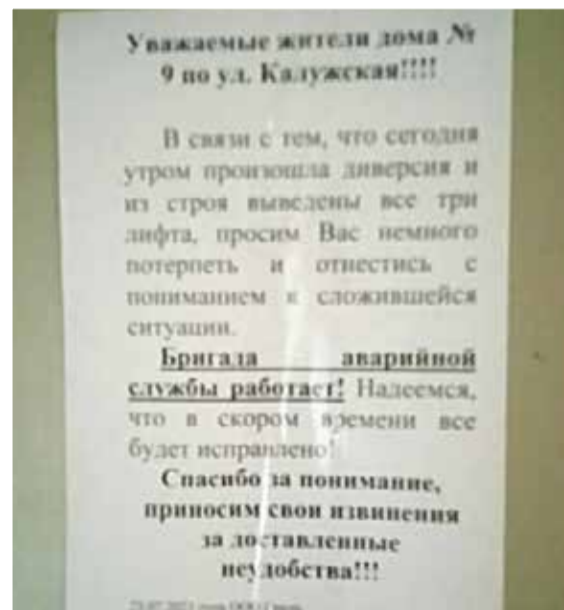 Уважаемые жители дома №
9 по ул. Калужская!!!!
В связи с тем, что сегодня
утром произошла диверсия и
из строя выведены все три
лифта, просим Вас немного
потерпеть и отнестись с
пониманием к сложившейся
ситуации.
Бригада аварийной
службы работает! Надеемся,
что в скором времени все
будет исправлено!
Спасибо за понимание,
приносим свои извинения
за доставленные
неудобства!!!